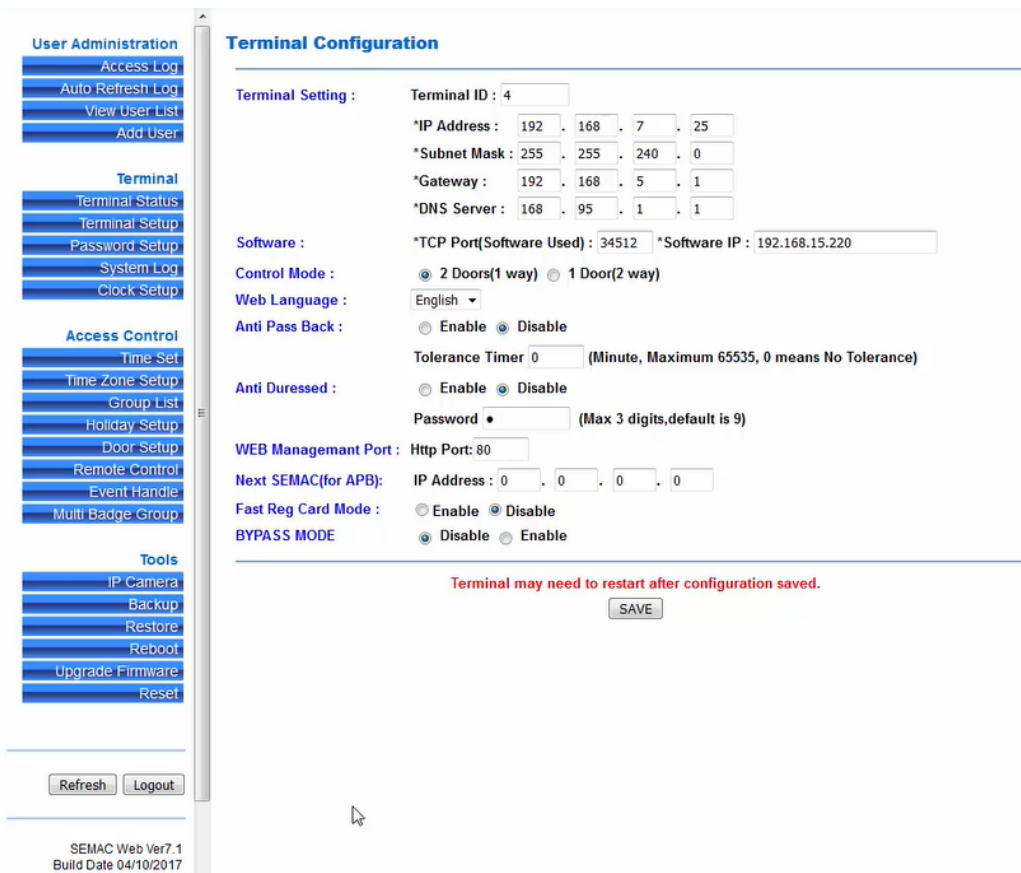 User Administration
Access Log
Auto Refresh Log
View User List
Add User
Terminal
Terminal Status
Terminal Setup
Password Setup
System Log
Clock Setup
Access Control
Time Set
Time Zone Setup
Group List
Holiday Setup
Door Setup
Remote Control
Event Handle
Multi Badge Group
Tools
IP Camera
Backup
Restore
Reboot
Upgrade Firmware
Reset
Refresh Logout
SEMAC Web Ver7.1
Build Date 04/10/2017
Terminal Configuration
Terminal Setting : Terminal ID : 4
*IP Address : 192 . 168 . 7 . 25
*Subnet Mask : 255 . 255 . 240 . 0
*Gateway : 192 . 168 . 5 . 1
*DNS Server : 168 . 95 . 1 . 1
Software : *TCP Port(Software Used) : 34512 *Software IP : 192.168.15.220
Control Mode : 2 Doors(1 way) 1 Door(2 way)
Web Language : English
Anti Pass Back : Enable Disable
Tolerance Timer 0 (Minute, Maximum 65535, 0 means No Tolerance)
Anti Duressed : Enable Disable
Password • (Max 3 digits,default is 9)
WEB Managemant Port : Http Port: 80
Next SEMAC(for APB): IP Address : 0 . 0 . 0 . 0
Fast Reg Card Mode : Enable Disable
BYPASS MODE Disable Enable
Terminal may need to restart after configuration saved.
SAVE